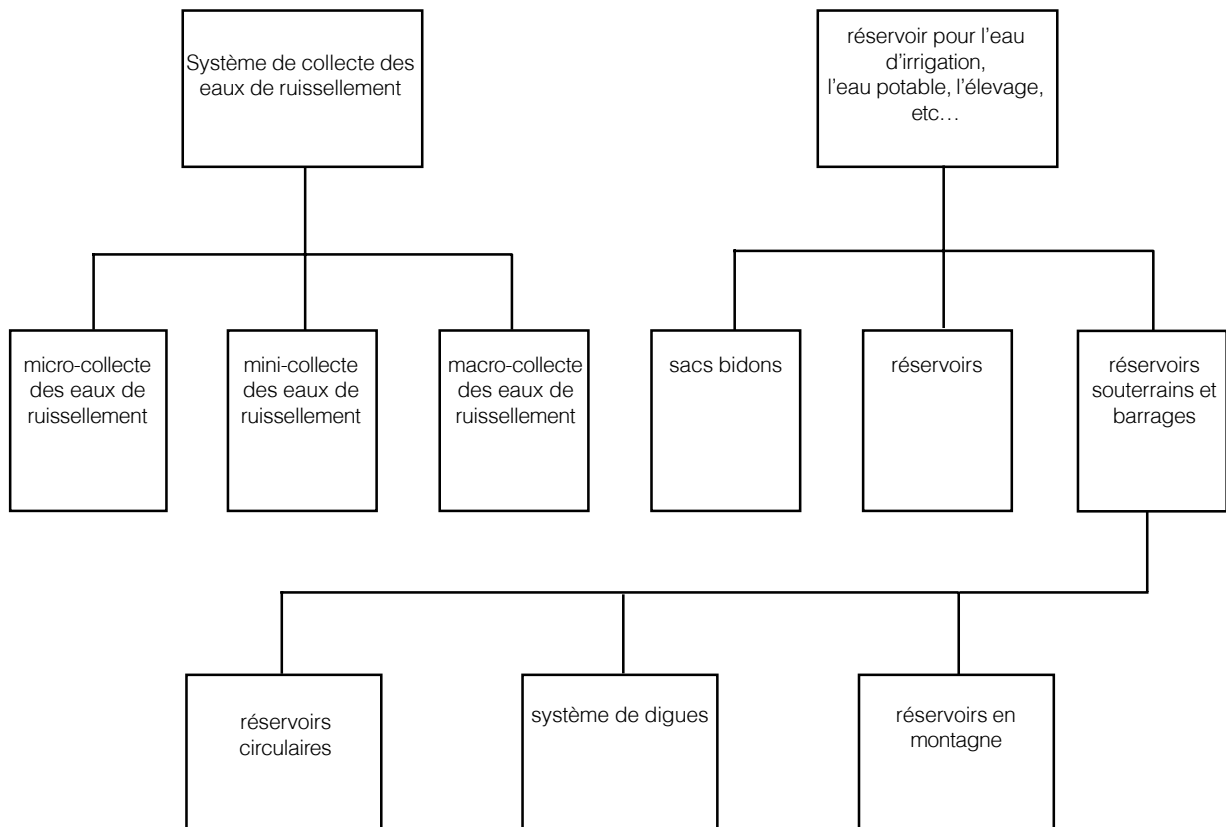 Système de collecte des
eaux de ruissellement
réservoir pour l’eau
d’irrigation,
l’eau potable, l’élevage,
etc…
micro-collecte
des eaux de
ruissellement
mini-collecte
des eaux de
ruissellement
macro-collecte
des eaux de
ruissellement
sacs bidons
réservoirs
réservoirs
souterrains et
barrages
réservoirs
circulaires
système de digues
réservoirs en
montagne